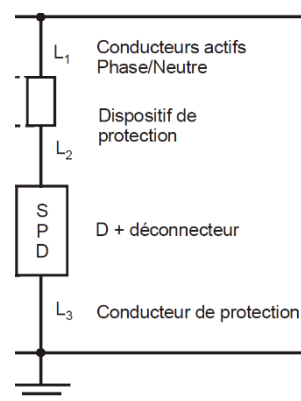 L1
Conducteurs actifs
Phase/Neutre
Dispositif de
protection
L2
S
P
D
D + déconnecteur
L3
Conducteur de protection